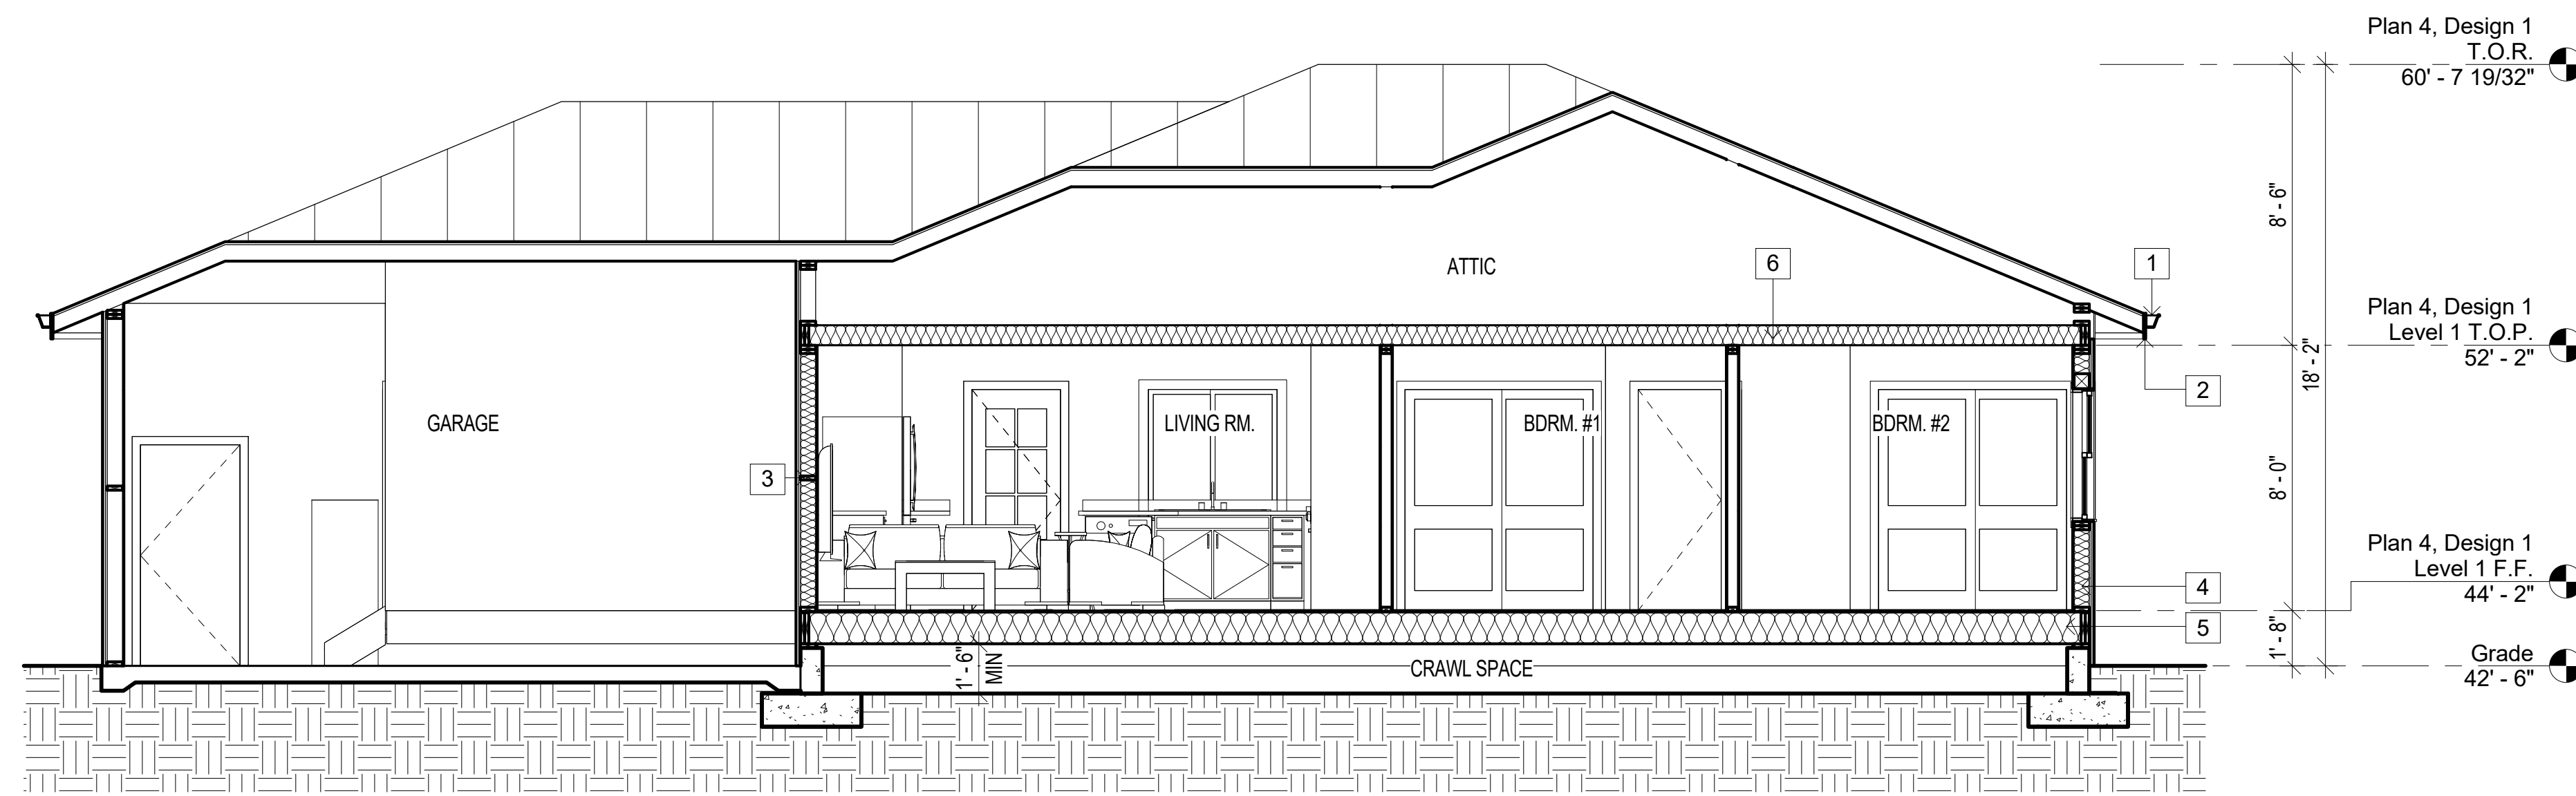 Plan 4, Design 1
T.O.R.
60' - 7 19/32"
8' - 6"
ATTIC
6
1
Plan 4, Design 1
Level 1 T.O.P.
52' - 2"
18' - 2"
2
GARAGE
LIVING RM.
BDRM. #1
BDRM. #2
3
8' - 0"
Plan 4, Design 1
Level 1 F.F.
44' - 2"
4
5
1' - 8"
1' - 6"
MIN
CRAWL SPACE
Grade
42' - 6"